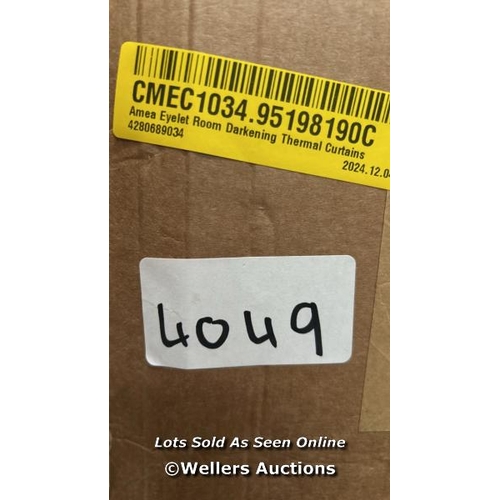 CMEC1034.95198190C
Amea Eyelet Room Darkening Thermal Curtains
4280689034
2024.12.04
4049
Lots Sold As Seen Online
©Wellers Auctions